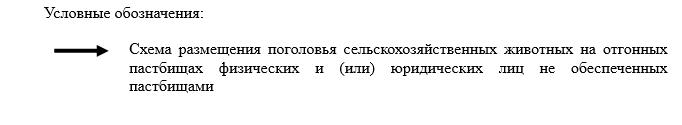 Условные обозначения:
Схема размещения поголовья сельскохозяйственных животных на отгонных
пастбищах физических и (или) юридических лиц не обеспеченных
пастбищами